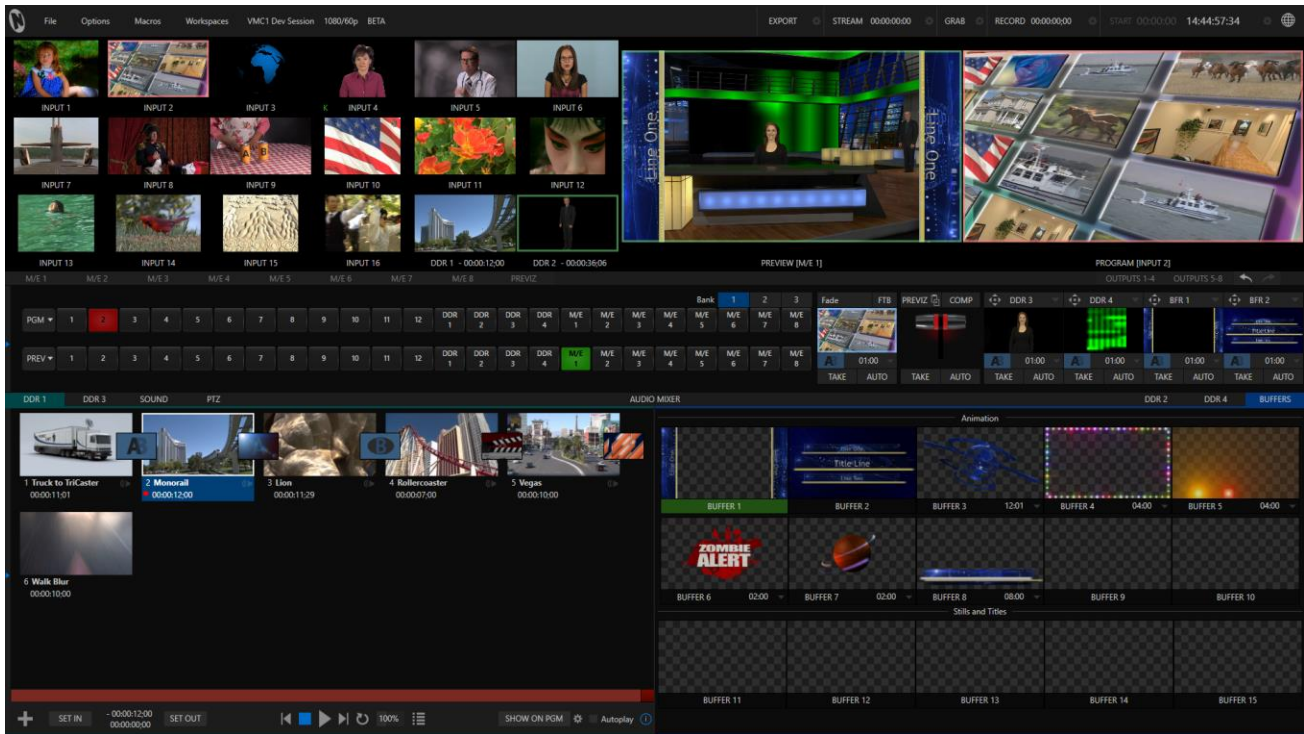 File Options Macros Workspaces VMC1 Dev Session 1080/60p BETA EXPORT STREAM 00:00:00:00 GRAB RECORD 00:00:00;00 START 00:00:00 14:44:57:34
INPUT 1 INPUT 2 INPUT 3 K INPUT 4 INPUT 5 INPUT 6
A B
Line One
Line One
INPUT 7 INPUT 8 INPUT 9 INPUT 10 INPUT 11 INPUT 12
INPUT 13 INPUT 14 INPUT 15 INPUT 16 DDR 1 - 00:00:12;00 DDR 2 - 00:00:36;06 PREVIEW [M/E 1] PROGRAM [INPUT 2]
M/E 1 M/E 2 M/E 3 M/E 4 M/E 5 M/E 6 M/E 7 M/E 8 PREVIZ OUTPUTS 1-4 OUTPUTS 5-8
Bank 1 2 3 Fade FTB PREVIZ COMP DDR 3 DDR 4 BFR 1 BFR 2
PGM 1 2 3 4 5 6 7 8 9 10 11 12 DDR 1 DDR 2 DDR 3 DDR 4 M/E 1 M/E 2 M/E 3 M/E 4 M/E 5 M/E 6 M/E 7 M/E 8
Title Line
PREV 1 2 3 4 5 6 7 8 9 10 11 12 DDR 1 DDR 2 DDR 3 DDR 4 M/E 1 M/E 2 M/E 3 M/E 4 M/E 5 M/E 6 M/E 7 M/E 8
01:00 01:00 01:00 01:00 01:00
TAKE AUTO TAKE AUTO TAKE AUTO TAKE AUTO TAKE AUTO TAKE AUTO
DDR 1 DDR 3 SOUND PTZ AUDIO MIXER DDR 2 DDR 4 BUFFERS
Animation
AB B
Title Line
1 Truck to TriCaster 2 Monorail 3 Lion 4 Rollercoaster 5 Vegas
00:00:11;01 00:00:12;00 00:00:11;29 00:00:07;00 00:00:10;00
BUFFER 1 BUFFER 2 BUFFER 3 12:01 BUFFER 4 04:00 BUFFER 5 04:00
ZOMBIE
ALERT
6 Walk Blur
00:00:10;00
BUFFER 6 02:00 BUFFER 7 02:00 BUFFER 8 08:00 BUFFER 9 BUFFER 10
Stills and Titles
BUFFER 11 BUFFER 12 BUFFER 13 BUFFER 14 BUFFER 15
SET IN - 00:00:12;00 SET OUT 100% SHOW ON PGM Autoplay
00:00:00;00